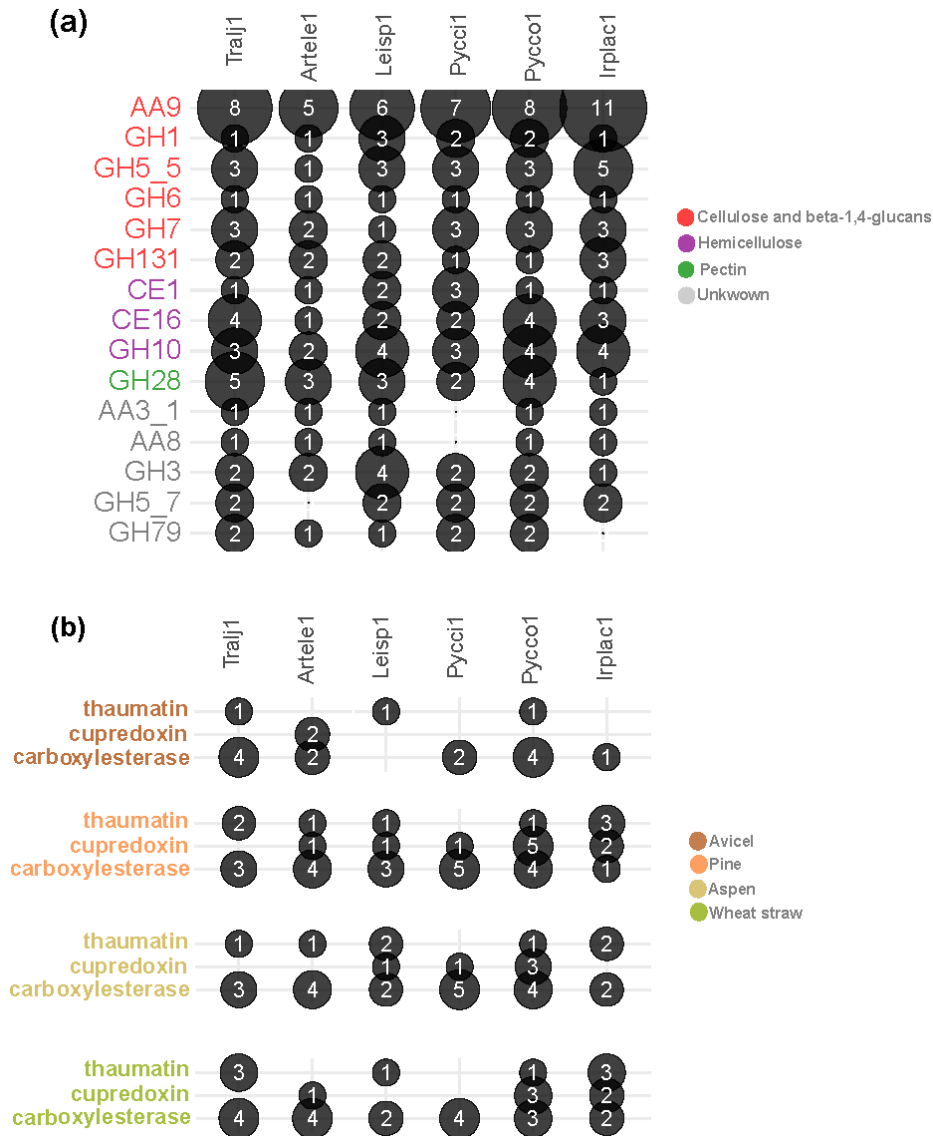 (a)
Tralj1 Artele1 Leisp1 Pycci1 Pycco1 Irplac1
AA9 8 5 6 7 8 11
GH1 1 1 3 2 2 1
GH5_5 3 1 3 3 3 5
GH6 1 1 1 1 1 1
GH7 3 2 1 3 3 3
GH131 2 2 2 1 1 3
CE1 1 1 2 3 1 1
CE16 4 1 2 2 4 3
GH10 3 2 4 3 4 4
GH28 5 3 3 2 4 1
AA3_1 1 1 1 1 1
AA8 1 1 1 1 1
GH3 2 2 4 2 2 1
GH5_7 2 2 2 2 2
GH79 2 1 1 2 2
Cellulose and beta-1,4-glucans
Hemicellulose
Pectin
Unkwown
(b)
Tralj1 Artele1 Leisp1 Pycci1 Pycco1 Irplac1
thaumatin 1 1 1
cupredoxin 2
carboxylesterase 4 2 2 4 1
thaumatin 2 1 1 1 3
cupredoxin 1 1 1 5 2
carboxylesterase 3 4 3 5 4 1
thaumatin 1 1 2 1 2
cupredoxin 1 1 3
carboxylesterase 3 4 2 5 4 2
thaumatin 3 1 1 3
cupredoxin 1 3 2
carboxylesterase 4 4 2 4 3 2
Avicel
Pine
Aspen
Wheat straw